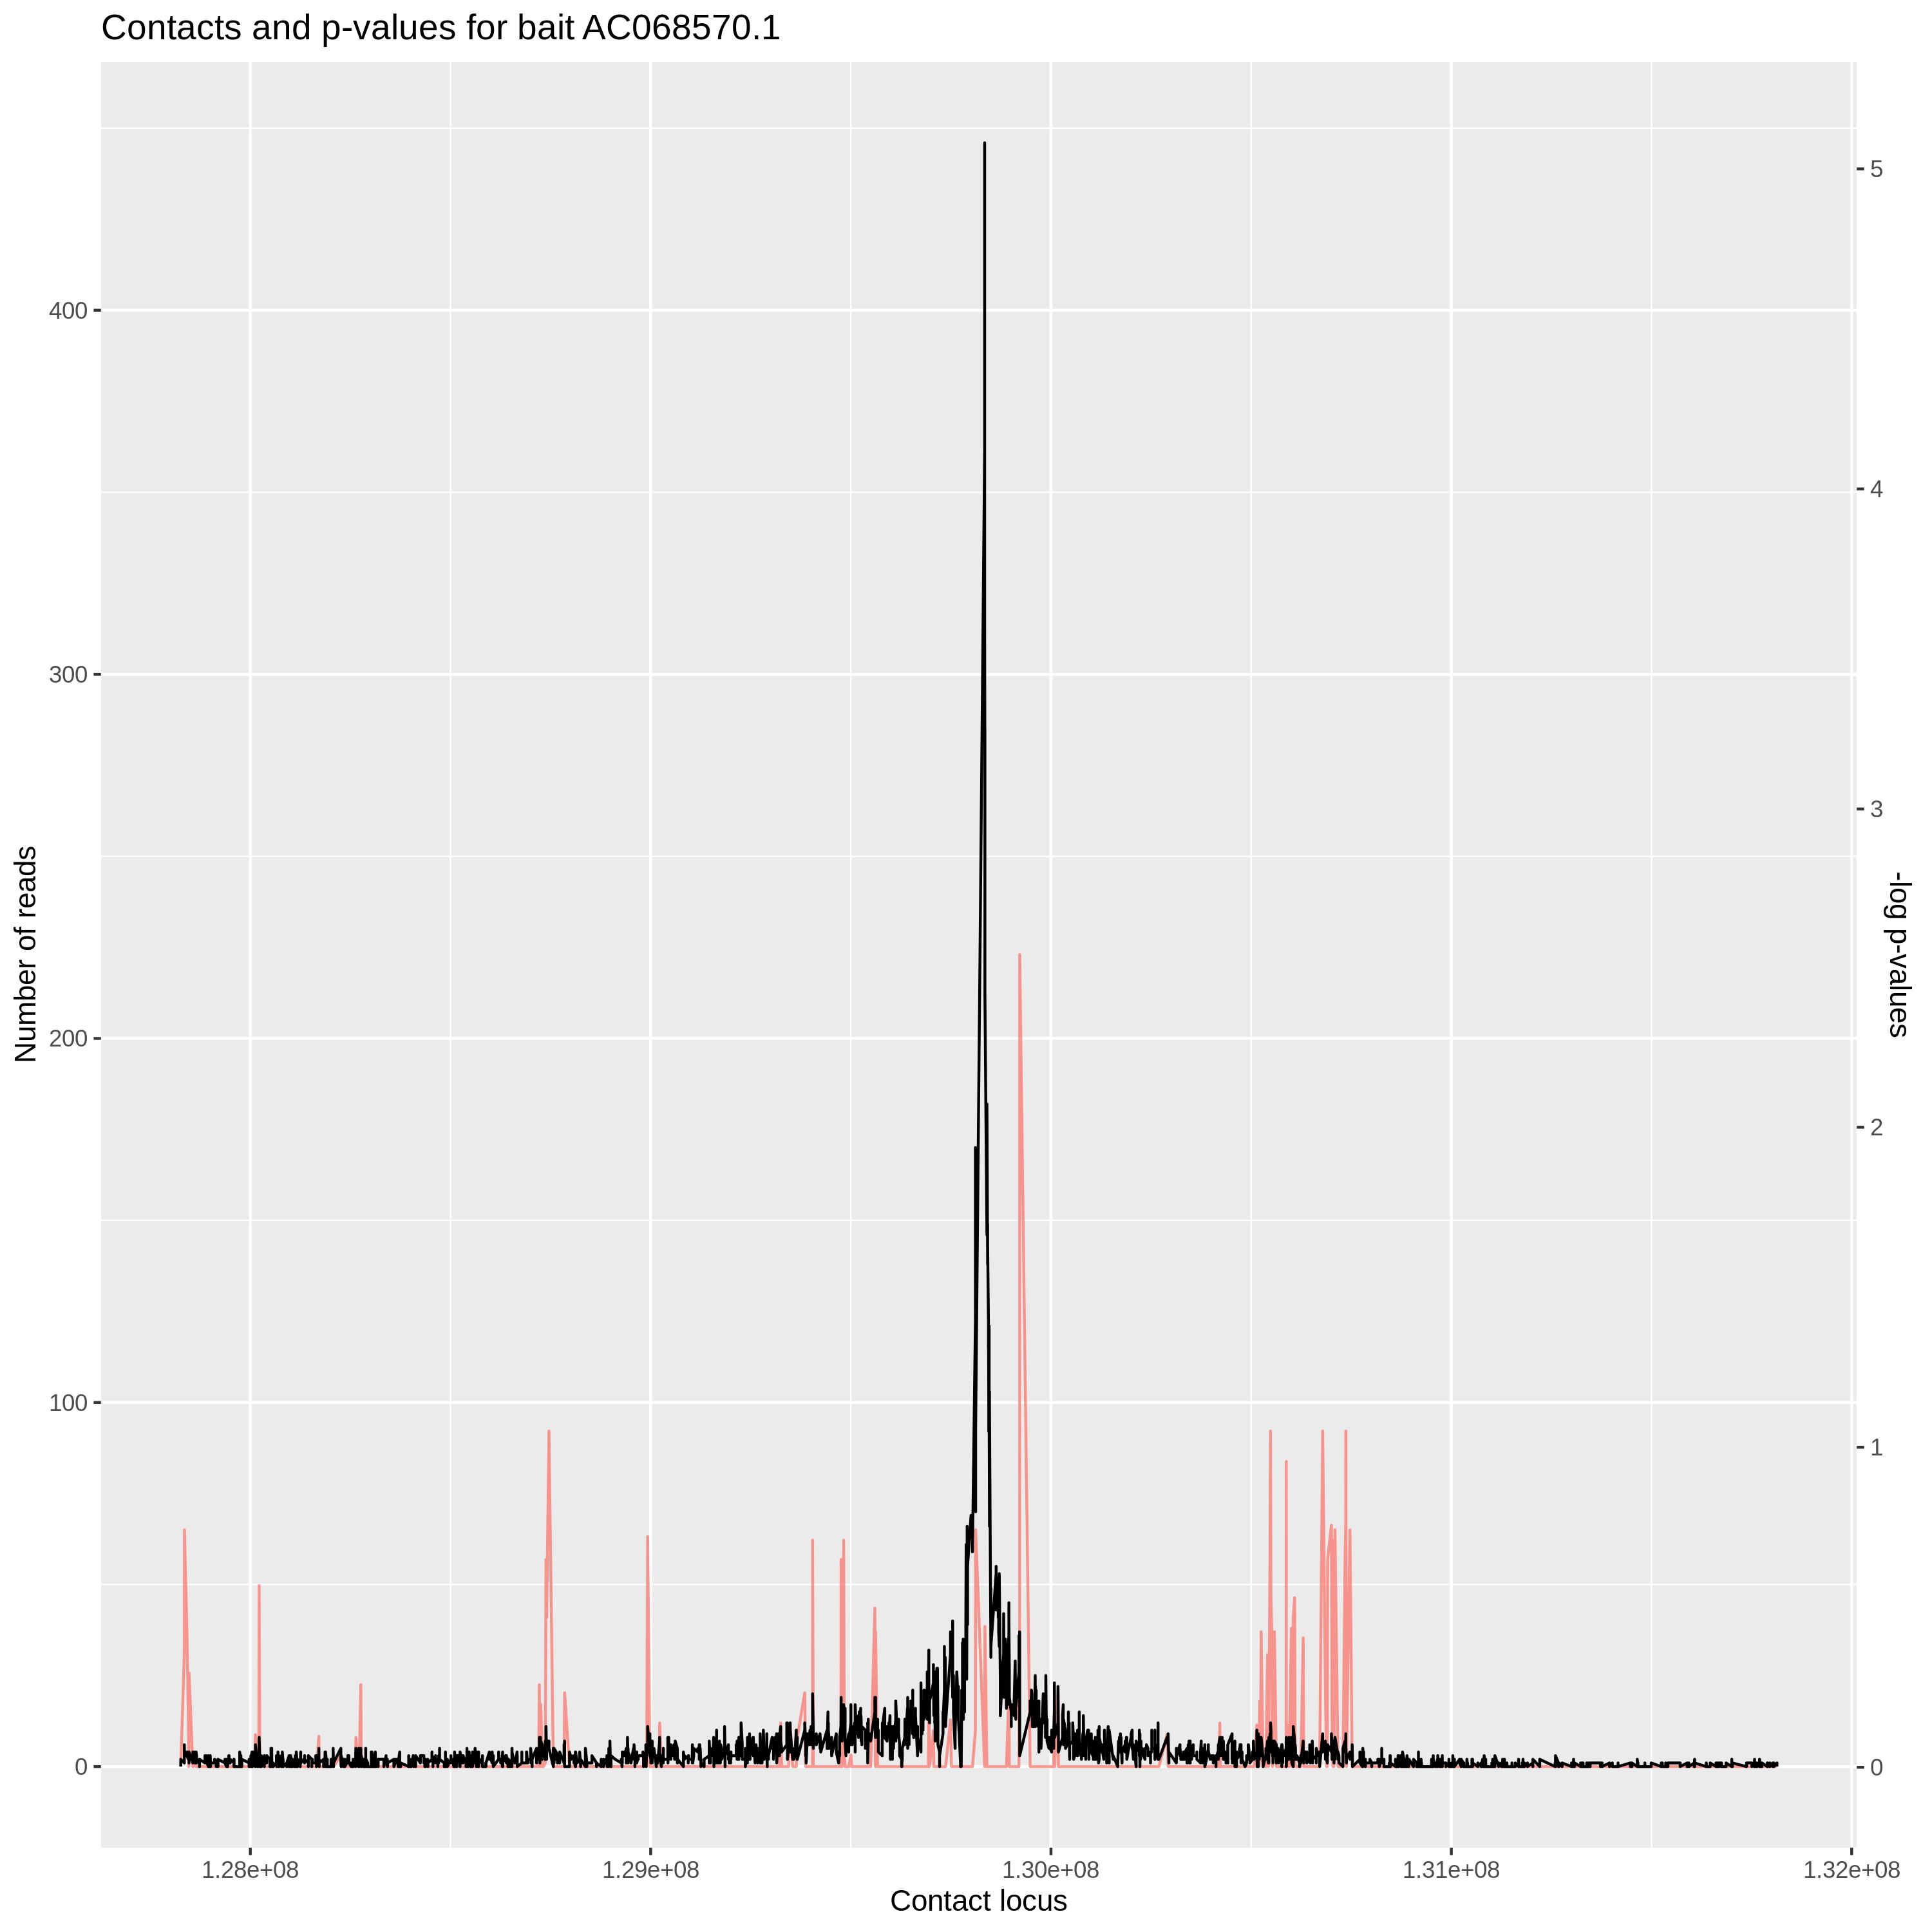 Contacts and p-values for bait AC068570.1
Number of reads
400
300
200
100
0
5
4
3
2
1
0
-log p-values
1.28e+08
1.29e+08
1.30e+08
1.31e+08
1.32e+08
Contact locus